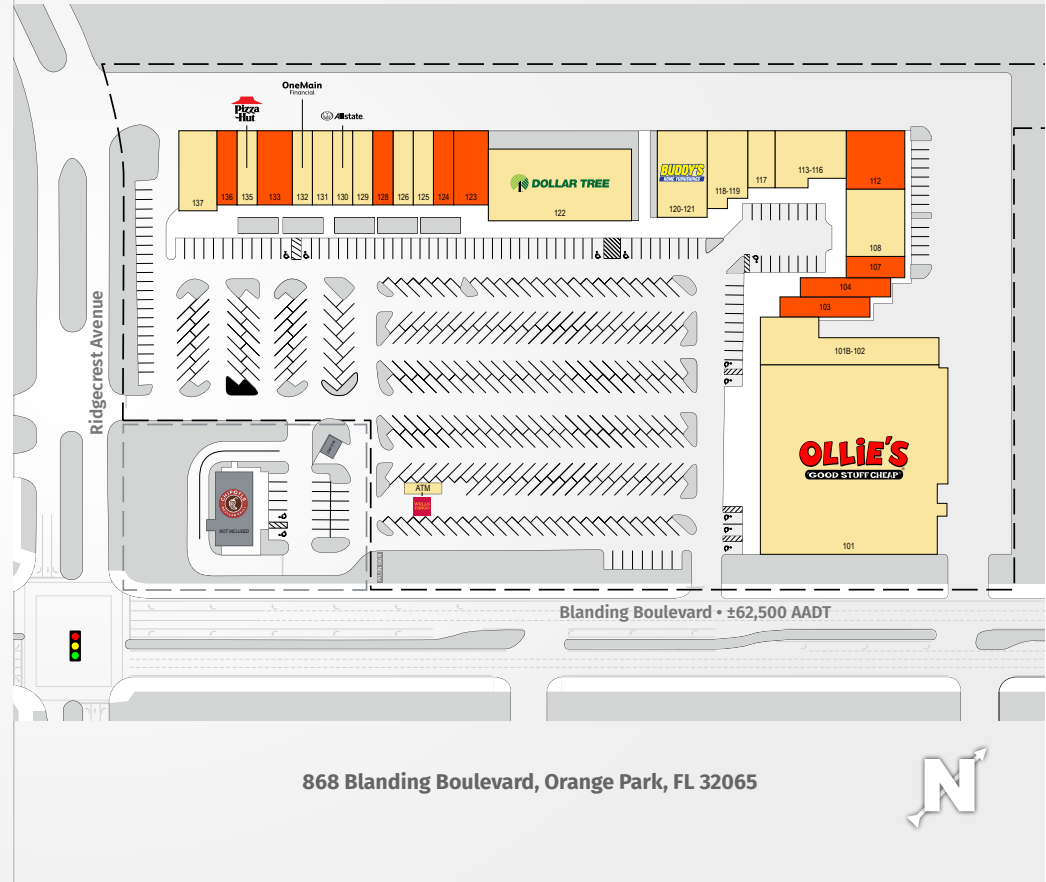 OneMain
Financial
Pizza
Hut
Allstate
137
136
135
133
132
131
130
129
128
126
125
124
123
DOLLAR TREE
122
BUDDY'S
HOME FURNISHINGS
120-121
118-119
117
113-116
112
108
107
104
103
101B-102
OLLIE'S
GOOD STUFF CHEAP
101
Ridgecrest Avenue
CHIPOTLE
NOT INCLUDED
ATM
WELLS
FARGO
Blanding Boulevard • ±62,500 AADT
868 Blanding Boulevard, Orange Park, FL 32065
N